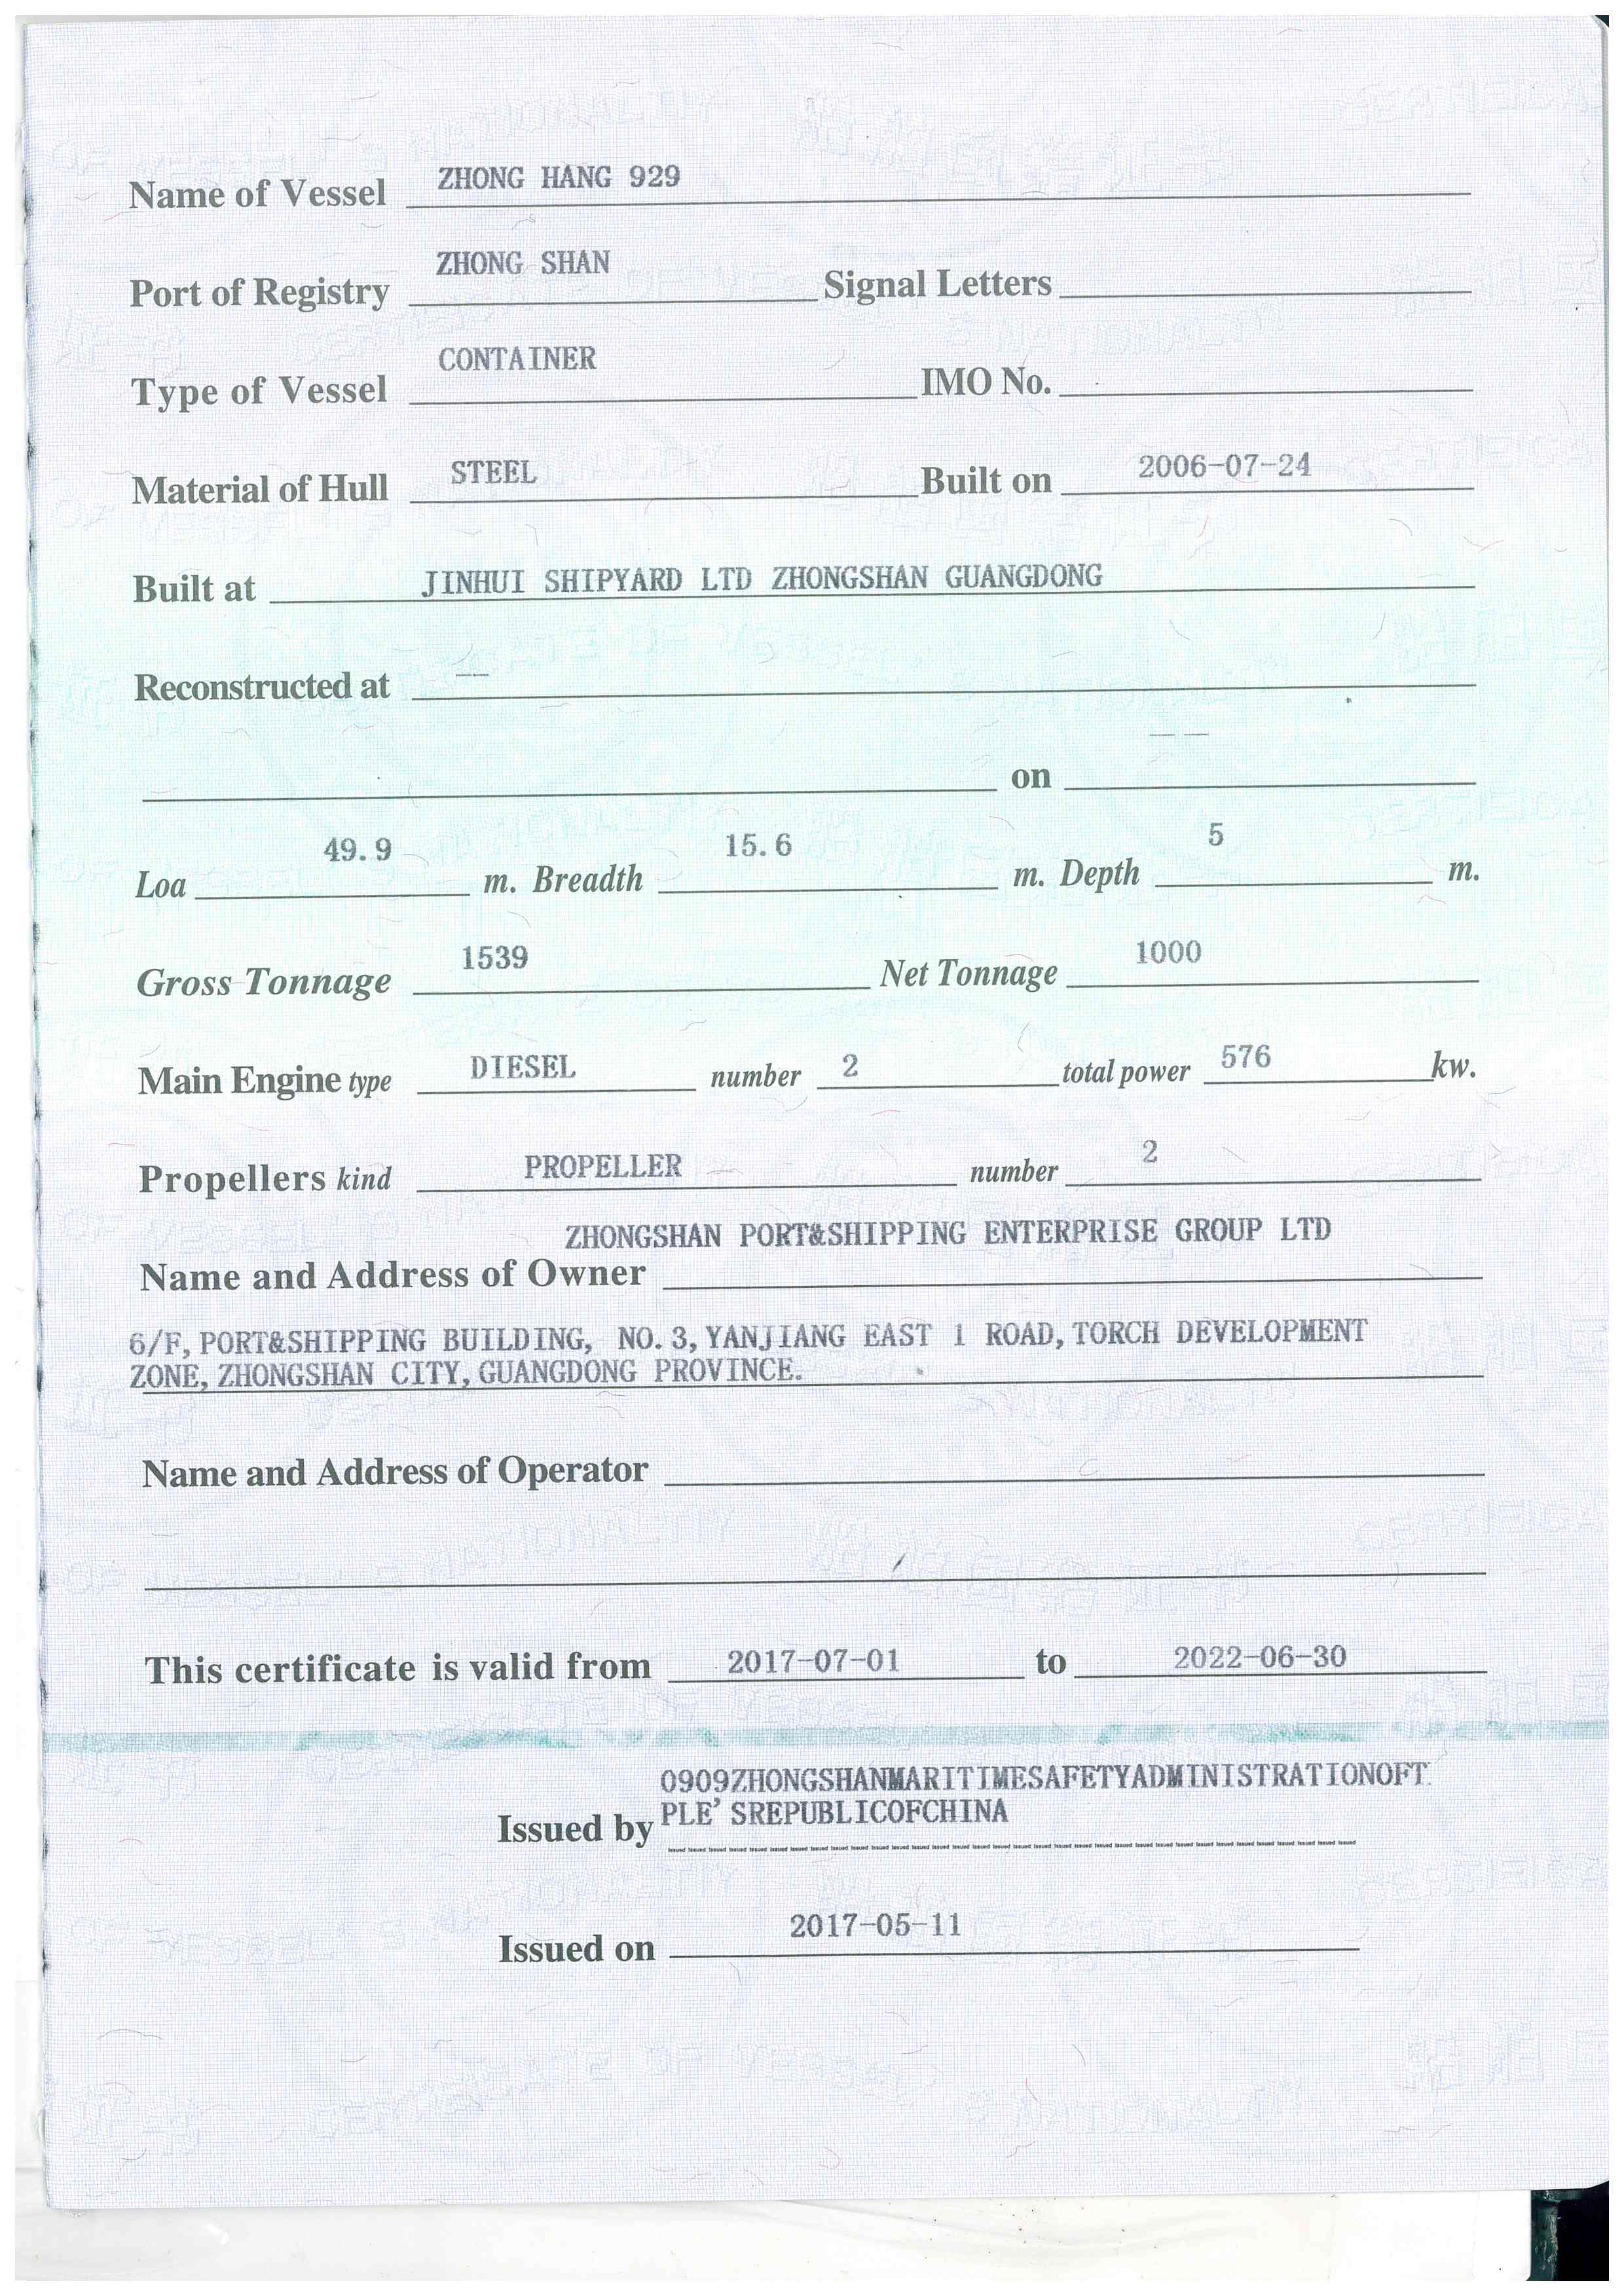 Name of Vessel ZHONG HANG 929
Port of Registry ZHONG SHAN Signal Letters
Type of Vessel CONTAINER IMO No.
Material of Hull STEEL Built on 2006-07-24
Built at JINHUI SHIPYARD LTD ZHONGSHAN GUANGDONG
Reconstructed at —
on — —
Loa 49.9 m. Breadth 15.6 m. Depth 5 m.
Gross Tonnage 1539 Net Tonnage 1000
Main Engine type DIESEL number 2 total power 576 kw.
Propellers kind PROPELLER number 2
ZHONGSHAN PORT&SHIPPING ENTERPRISE GROUP LTD
Name and Address of Owner
6/F, PORT&SHIPPING BUILDING, NO. 3, YANJIANG EAST 1 ROAD, TORCH DEVELOPMENT
ZONE, ZHONGSHAN CITY, GUANGDONG PROVINCE.
Name and Address of Operator
This certificate is valid from 2017-07-01 to 2022-06-30
0909ZHONGSHANMARITIMESAFETYADMINISTRATIONOFT
Issued by PLE' SREPUBLICOFCHINA
Issued on 2017-05-11